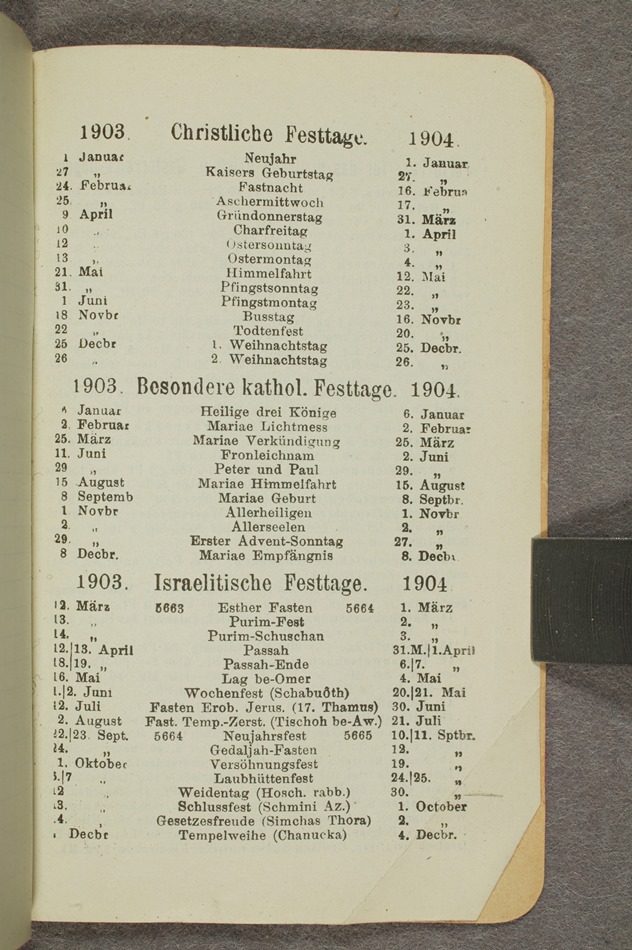 1903. Christliche Festtage. 1904.
1 Januar Neujahr 1. Januar
27 „ Kaisers Geburtstag 27. „
24. Februar Fastnacht 16. Februa
25. „ Aschermittwoch 17. „
9 April Gründonnerstag 31. März
10 „ Charfreitag 1. April
12 „ Ostersonntag 3. „
13 „ Ostermontag 4. „
21. Mai Himmelfahrt 12. Mai
31. „ Pfingstsonntag 22. „
1 Juni Pfingstmontag 23. „
18 Novbr Busstag 16. Novbr
22 „ Todtenfest 20. „
25 Decbr 1. Weihnachtstag 25. Decbr.
26 „ 2. Weihnachtstag 26. „
1903. Besondere kathol. Festtage. 1904.
Januar Heilige drei Könige 6. Januar
2. Februar Mariae Lichtmess 2. Februar
25. März Mariae Verkündigung 25. März
11. Juni Fronleichnam 2. Juni
29 „ Peter und Paul 29. „
15 August Mariae Himmelfahrt 15. August
8 Septemb Mariae Geburt 8. Septbr.
1 Novbr Allerheiligen 1. Novbr
2. „ Allerseelen 2. „
29. „ Erster Advent-Sonntag 27. „
8 Decbr. Mariae Empfängnis 8. Decb
1903. Israelitische Festtage. 1904
12. März 5663 Esther Fasten 5664 1. März
13. „ Purim-Fest 2. „
14. „ Purim-Schuschan 3. „
12.|13. April Passah 31.M.|1.April
18.|19. „ Passah-Ende 6.|7. „
16. Mai Lag be-Omer 4. Mai
1.|2. Juni Wochenfest (Schabuôth) 20.|21. Mai
12. Juli Fasten Erob. Jerus. (17. Thamus) 30. Juni
2. August Fast. Temp.-Zerst. (Tischoh be-Aw.) 21. Juli
22.|23. Sept. 5664 Neujahrsfest 5665 10.|11. Sptbr.
24. „ Gedaljah-Fasten 12. „
1. Oktober Versöhnungsfest 19. „
5.|7 „ Laubhüttenfest 24.|25. „
12 „ Weidentag (Hosch. rabb.) 30. „
13. „ Schlussfest (Schmini Az.) 1. October
14. „ Gesetzesfreude (Simchas Thora) 2. „
Decbr Tempelweihe (Chanucka) 4. Decbr.